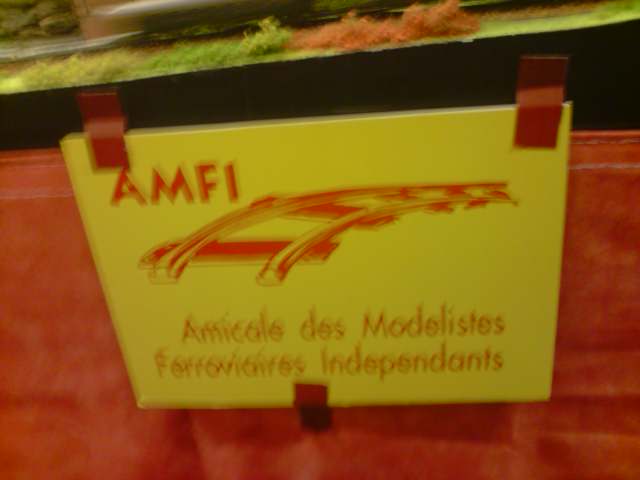 AMFI
Amicale des Modelistes
Ferroviaires Independants